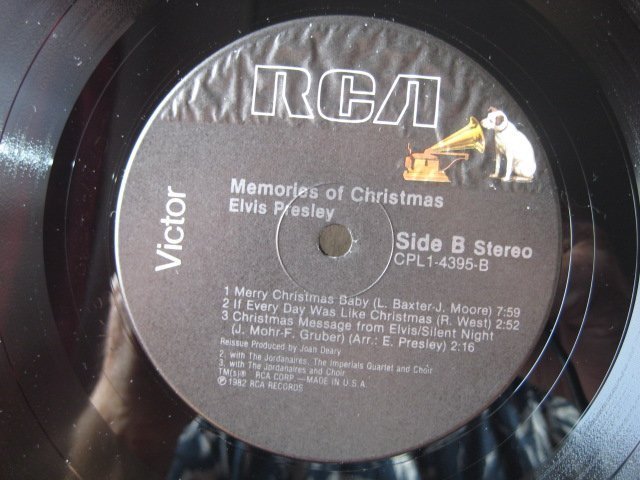 RCA
Victor
Memories of Christmas
Elvis Presley
Side B Stereo
CPL1-4395-B
1 Merry Christmas Baby (L. Baxter-J. Moore) 7:59
2 If Every Day Was Like Christmas (R. West) 2:52
3 Christmas Message from Elvis/Silent Night
(J. Mohr-F. Gruber) (Arr.: E. Presley) 2:16
Reissue Produced by Joan Deary
2. with The Jordanaires, The Imperials Quartet and Choir
3. with The Jordanaires and Choir
TM(s)® RCA CORP.—MADE IN U.S.A.
℗1982 RCA RECORDS